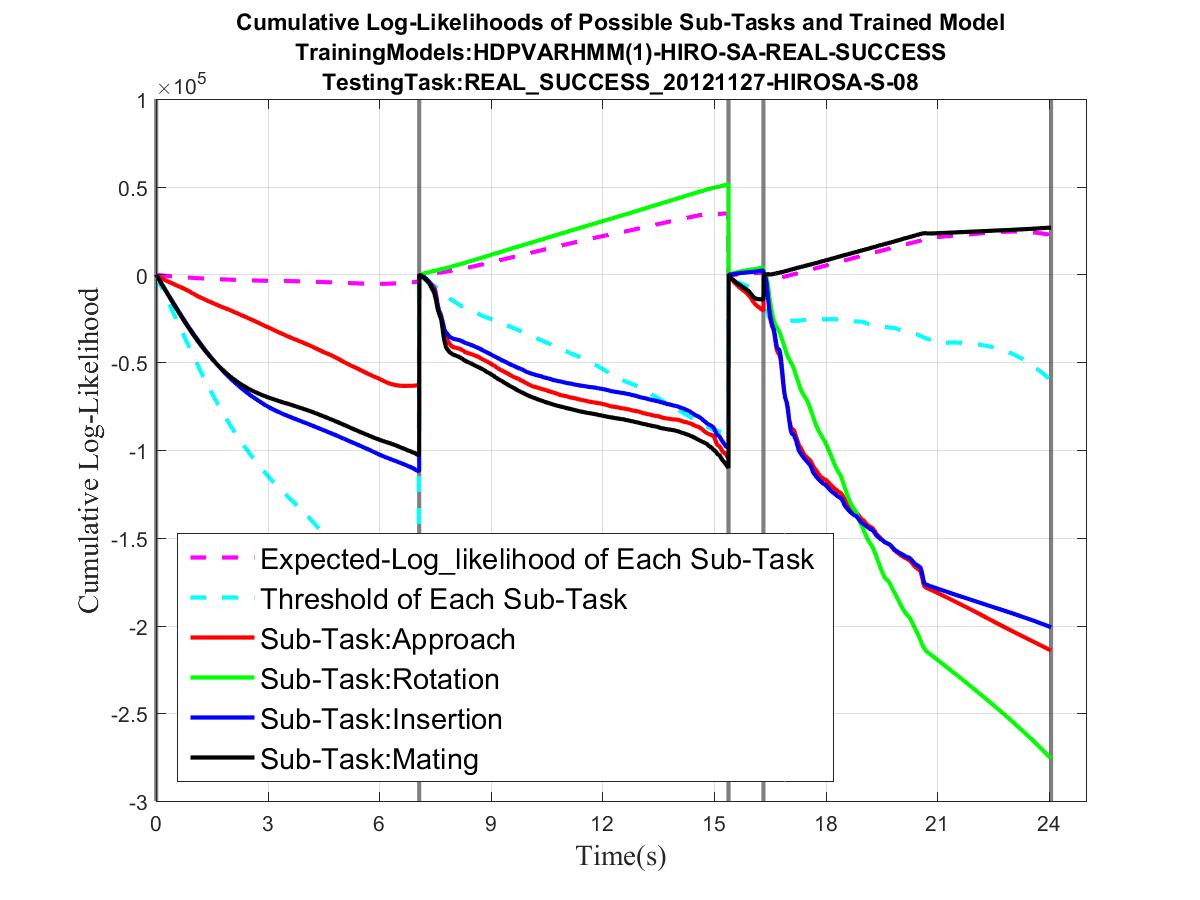 Cumulative Log-Likelihoods of Possible Sub-Tasks and Trained Model
TrainingModels:HDPVARHMM(1)-HIRO-SA-REAL-SUCCESS
TestingTask:REAL_SUCCESS_20121127-HIROSA-S-08
×10^5
1
0.5
0
-0.5
-1
-1.5
-2
-2.5
-3
Cumulative Log-Likelihood
Expected-Log_likelihood of Each Sub-Task
Threshold of Each Sub-Task
Sub-Task:Approach
Sub-Task:Rotation
Sub-Task:Insertion
Sub-Task:Mating
0 3 6 9 12 15 18 21 24
Time(s)